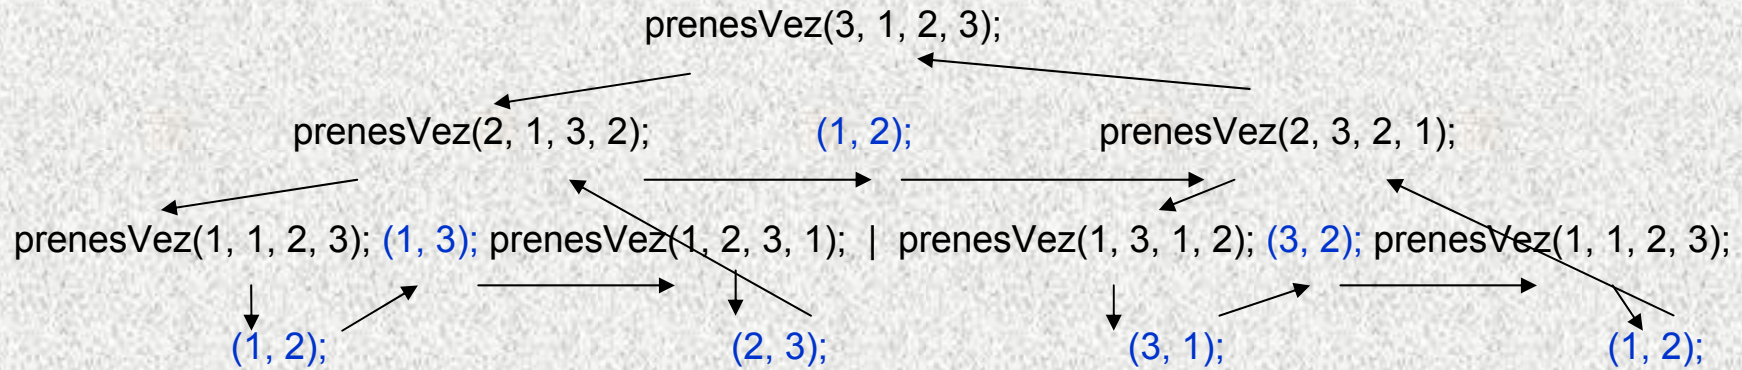 prenesVez(3, 1, 2, 3);
prenesVez(2, 1, 3, 2); (1, 2); prenesVez(2, 3, 2, 1);
prenesVez(1, 1, 2, 3); (1, 3); prenesVez(1, 2, 3, 1); | prenesVez(1, 3, 1, 2); (3, 2); prenesVez(1, 1, 2, 3);
(1, 2); (2, 3); (3, 1); (1, 2);